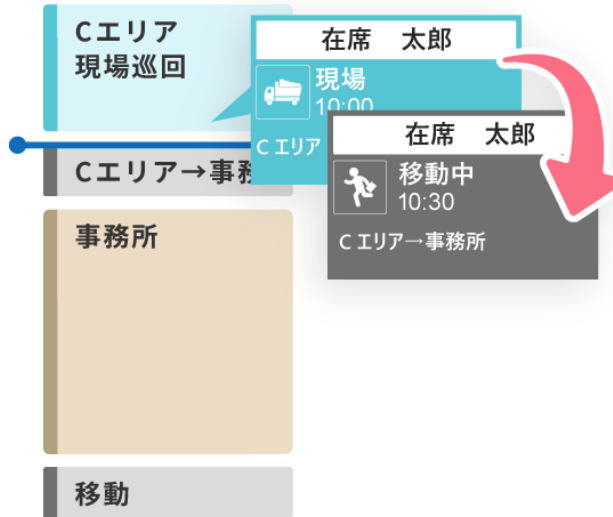 Cエリア
現場巡回
Cエリア→事務
事務所
移動
在席 太郎
現場
10:00
C エリア
在席 太郎
移動中
10:30
C エリア→事務所